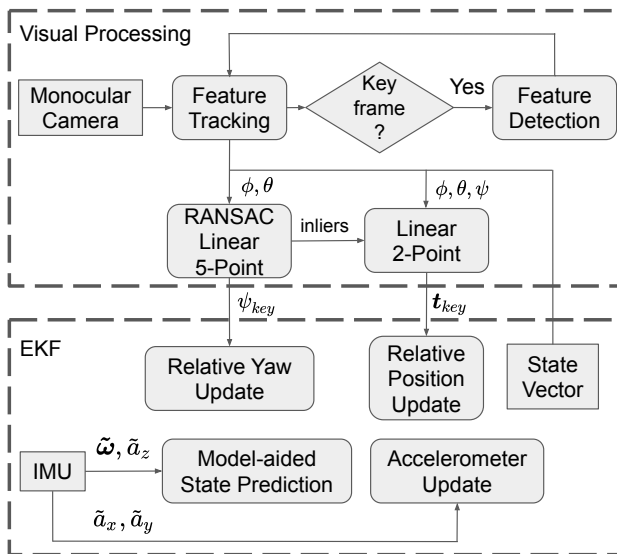 Visual Processing
Monocular
Camera
Feature
Tracking
Key
frame
?
Yes
Feature
Detection
ϕ, θ
ϕ, θ, ψ
RANSAC
Linear
5-Point
inliers
Linear
2-Point
ψ_key
t_key
EKF
Relative Yaw
Update
Relative
Position
Update
State
Vector
IMU
ω̃, ã_z
Model-aided
State Prediction
Accelerometer
Update
ã_x, ã_y